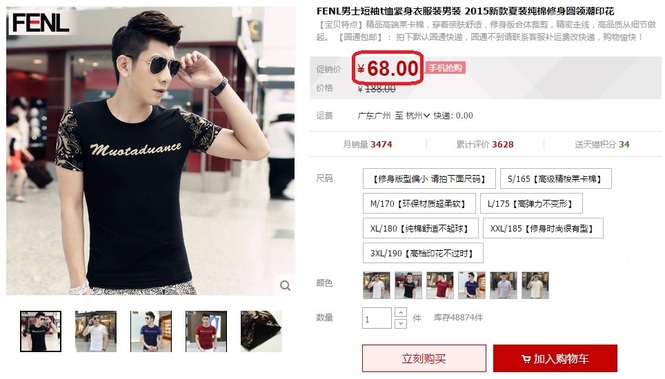 FENL
Muotaduance
FENL男士短袖t恤紧身衣服装男装 2015新款夏装纯棉修身圆领潮印花
【宝贝特点】精品高端莱卡棉，穿着亲肤舒适，修身版合体裁剪，精密走线，高品质从细节做
起。 【圆通包邮】： 拍下默认圆通快递，圆通不到请联系客服补运费改快递，购物愉快！
促销价 ¥68.00 手机抢购
价格 ¥188.00
运费 广东广州 至 杭州 快递: 0.00
月销量 3474 累计评价 3628 送天猫积分 34
尺码 【修身版型偏小 请拍下面尺码】 S/165【高级精梭莱卡棉】
M/170【环保材质超柔软】 L/175【高弹力不变形】
XL/180【纯棉舒适不起球】 XXL/185【修身时尚很有型】
3XL/190【高档印花不过时】
颜色
数量 1 件 库存48874件
立刻购买 加入购物车